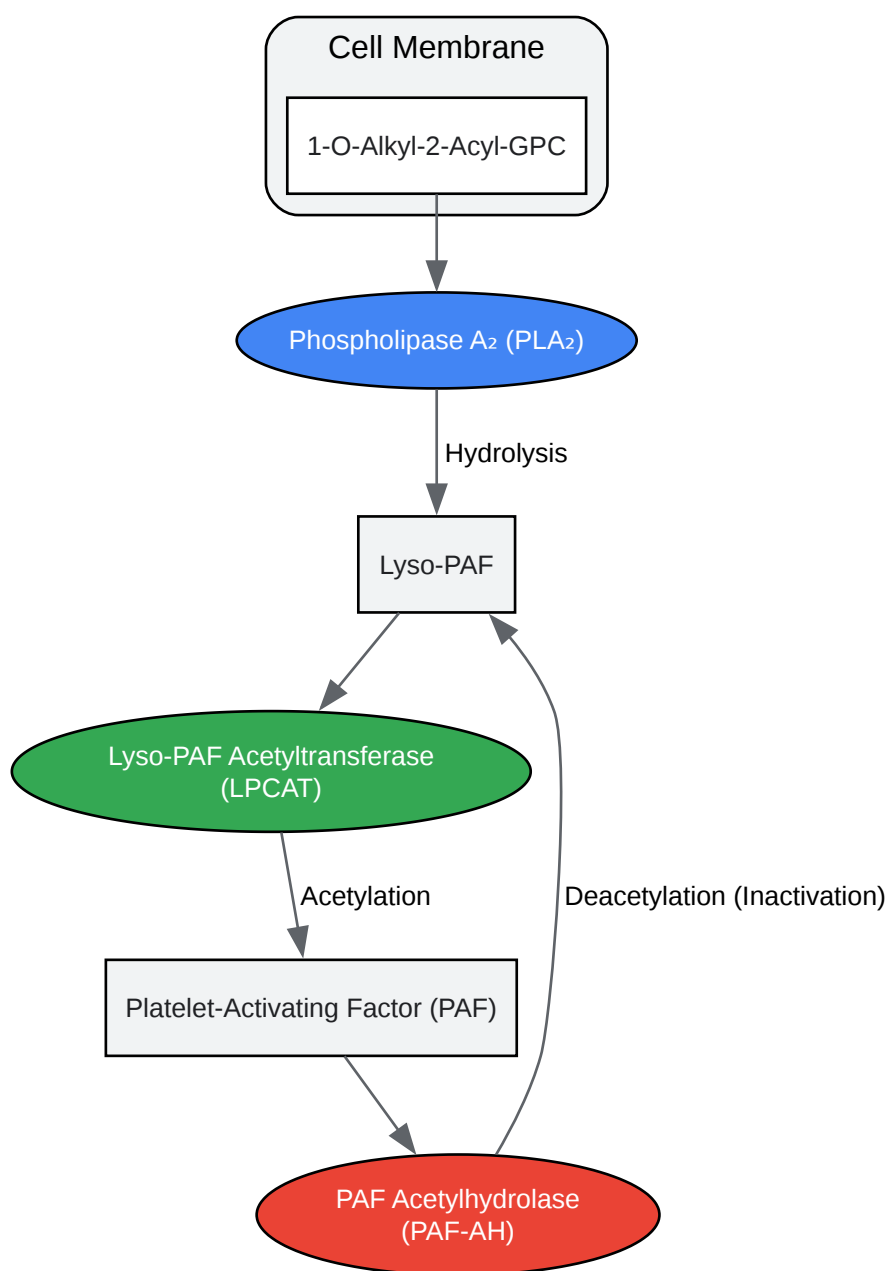 Cell Membrane
1-O-Alkyl-2-Acyl-GPC
Phospholipase A₂ (PLA₂)
Hydrolysis
Lyso-PAF
Lyso-PAF Acetyltransferase
(LPCAT)
Acetylation
Deacetylation (Inactivation)
Platelet-Activating Factor (PAF)
PAF Acetylhydrolase
(PAF-AH)